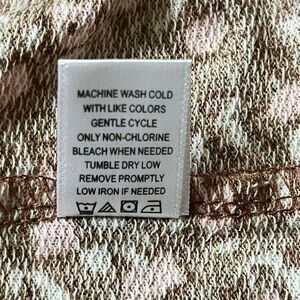 MACHINE WASH COLD
WITH LIKE COLORS
GENTLE CYCLE
ONLY NON-CHLORINE
BLEACH WHEN NEEDED
TUMBLE DRY LOW
REMOVE PROMPTLY
LOW IRON IF NEEDED